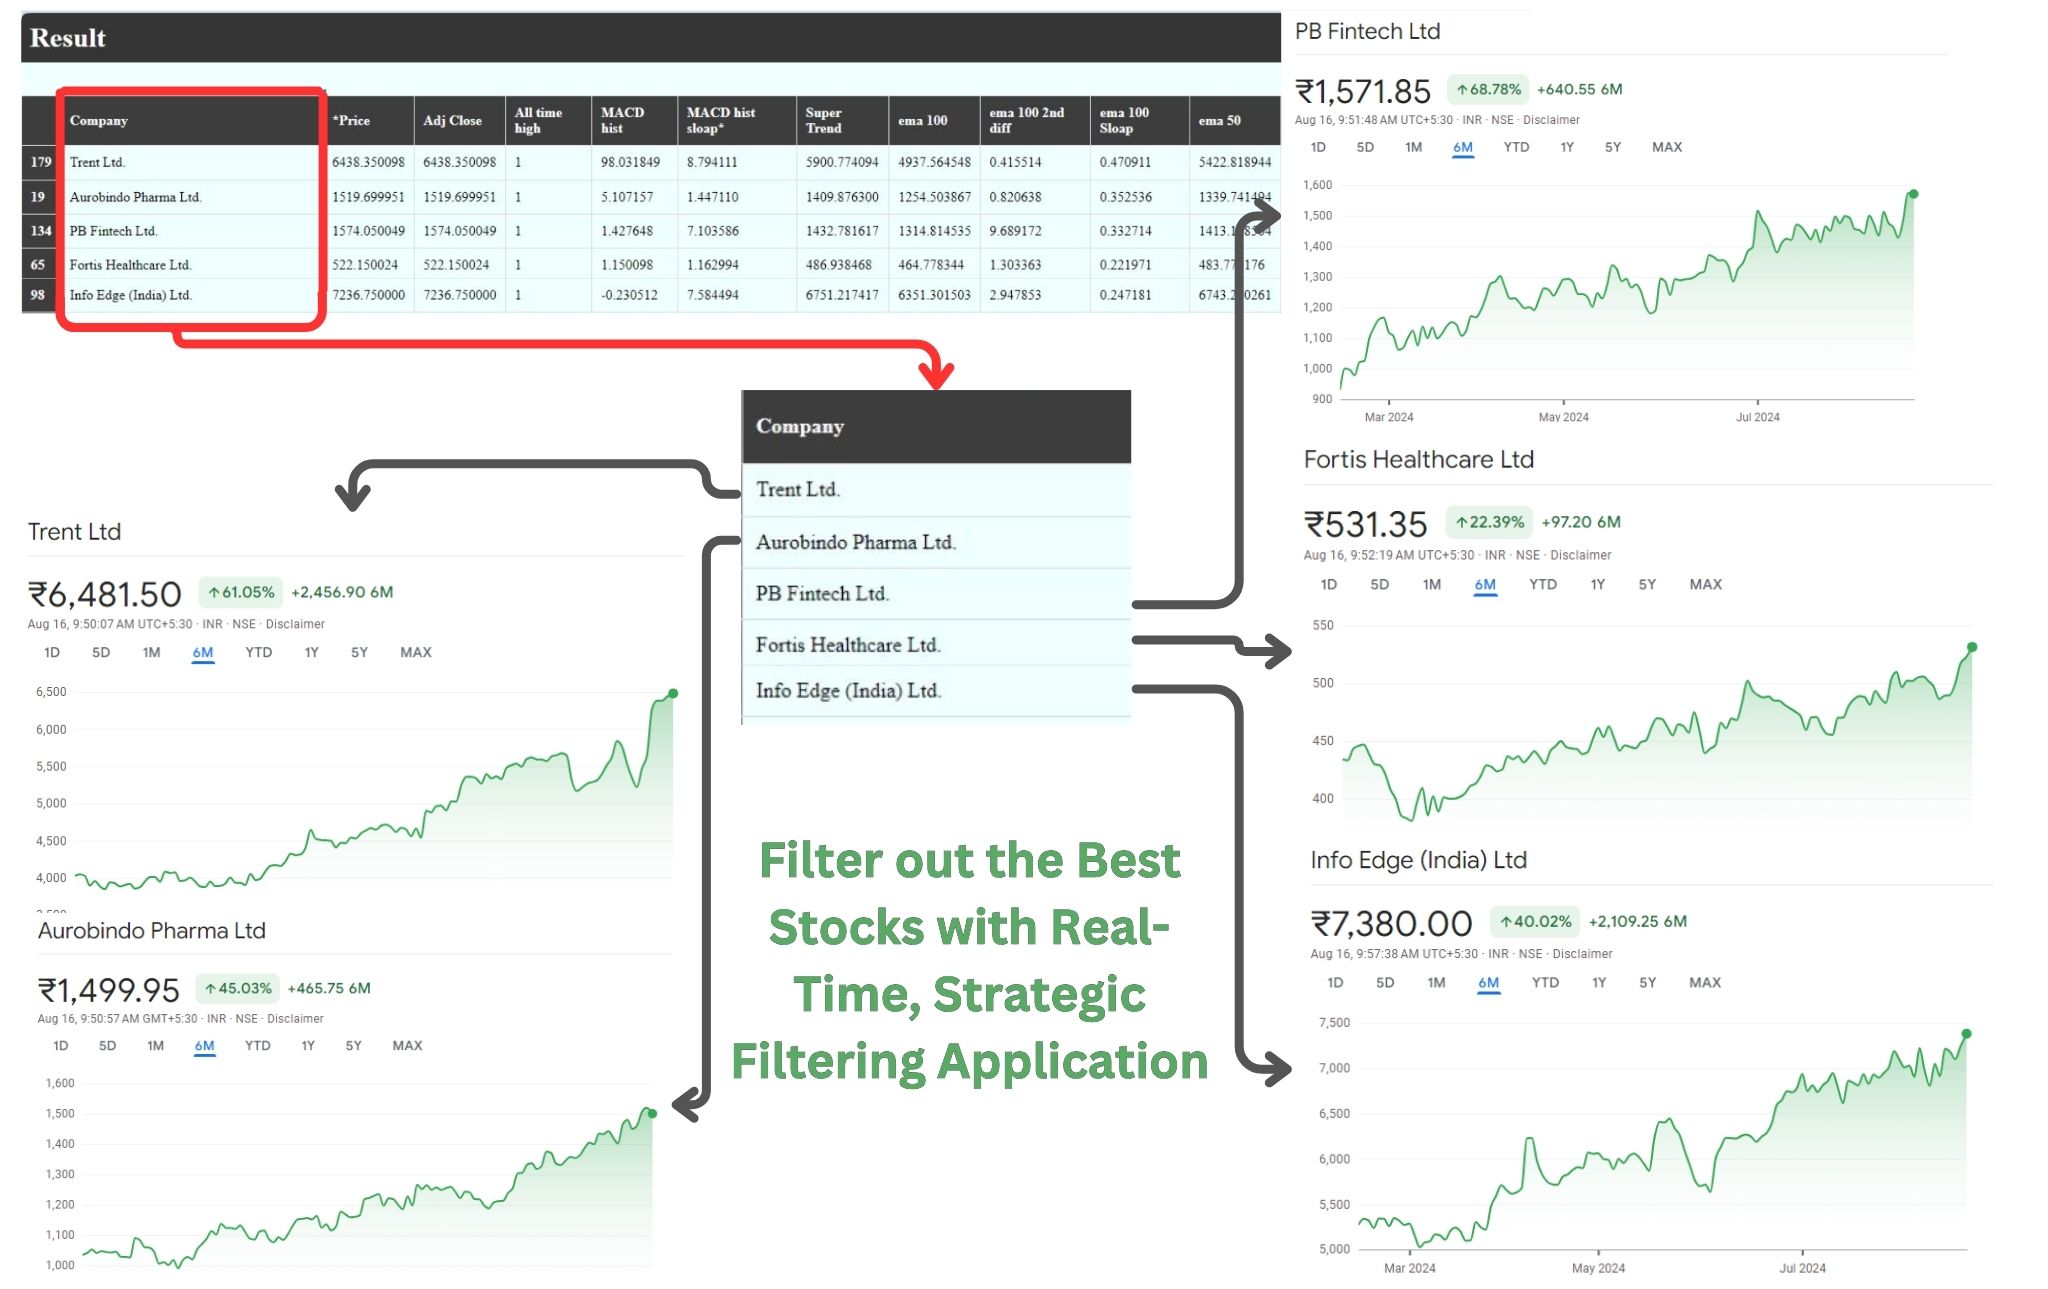 Result
Company *Price Adj Close All time high MACD hist MACD hist sloap* Super Trend ema 100 ema 100 2nd diff ema 100 Sloap ema 50
179 Trent Ltd. 6438.350098 6438.350098 1 98.031849 8.794111 5900.774094 4937.564548 0.415514 0.470911 5422.818944
19 Aurobindo Pharma Ltd. 1519.699951 1519.699951 1 5.107157 1.447110 1409.876300 1254.503867 0.820638 0.352536 1339.741494
134 PB Fintech Ltd. 1574.050049 1574.050049 1 1.427648 7.103586 1432.781617 1314.814535 9.689172 0.332714
65 Fortis Healthcare Ltd. 522.150024 522.150024 1 1.150098 1.162994 486.938468 464.778344 1.303363 0.221971
98 Info Edge (India) Ltd. 7236.750000 7236.750000 1 -0.230512 7.584494 6751.217417 6351.301503 2.947853 0.247181
PB Fintech Ltd
₹1,571.85 ↑68.78% +640.55 6M
Aug 16, 9:51:48 AM UTC+5:30 · INR · NSE · Disclaimer
1D 5D 1M 6M YTD 1Y 5Y MAX
1,600
1,500
1,400
1,300
1,200
1,100
1,000
900
Mar 2024 May 2024 Jul 2024
Company
Trent Ltd.
Aurobindo Pharma Ltd.
PB Fintech Ltd.
Fortis Healthcare Ltd.
Info Edge (India) Ltd.
Fortis Healthcare Ltd
₹531.35 ↑22.39% +97.20 6M
Aug 16, 9:52:19 AM UTC+5:30 · INR · NSE · Disclaimer
1D 5D 1M 6M YTD 1Y 5Y MAX
550
500
450
400
Trent Ltd
₹6,481.50 ↑61.05% +2,456.90 6M
Aug 16, 9:50:07 AM UTC+5:30 · INR · NSE · Disclaimer
1D 5D 1M 6M YTD 1Y 5Y MAX
6,500
6,000
5,500
5,000
4,500
4,000
Aurobindo Pharma Ltd
₹1,499.95 ↑45.03% +465.75 6M
Aug 16, 9:50:57 AM GMT+5:30 · INR · NSE · Disclaimer
1D 5D 1M 6M YTD 1Y 5Y MAX
1,600
1,500
1,400
1,300
1,200
1,100
1,000
Filter out the Best
Stocks with Real-
Time, Strategic
Filtering Application
Info Edge (India) Ltd
₹7,380.00 ↑40.02% +2,109.25 6M
Aug 16, 9:57:38 AM UTC+5:30 · INR · NSE · Disclaimer
1D 5D 1M 6M YTD 1Y 5Y MAX
7,500
7,000
6,500
6,000
5,500
5,000
Mar 2024 May 2024 Jul 2024